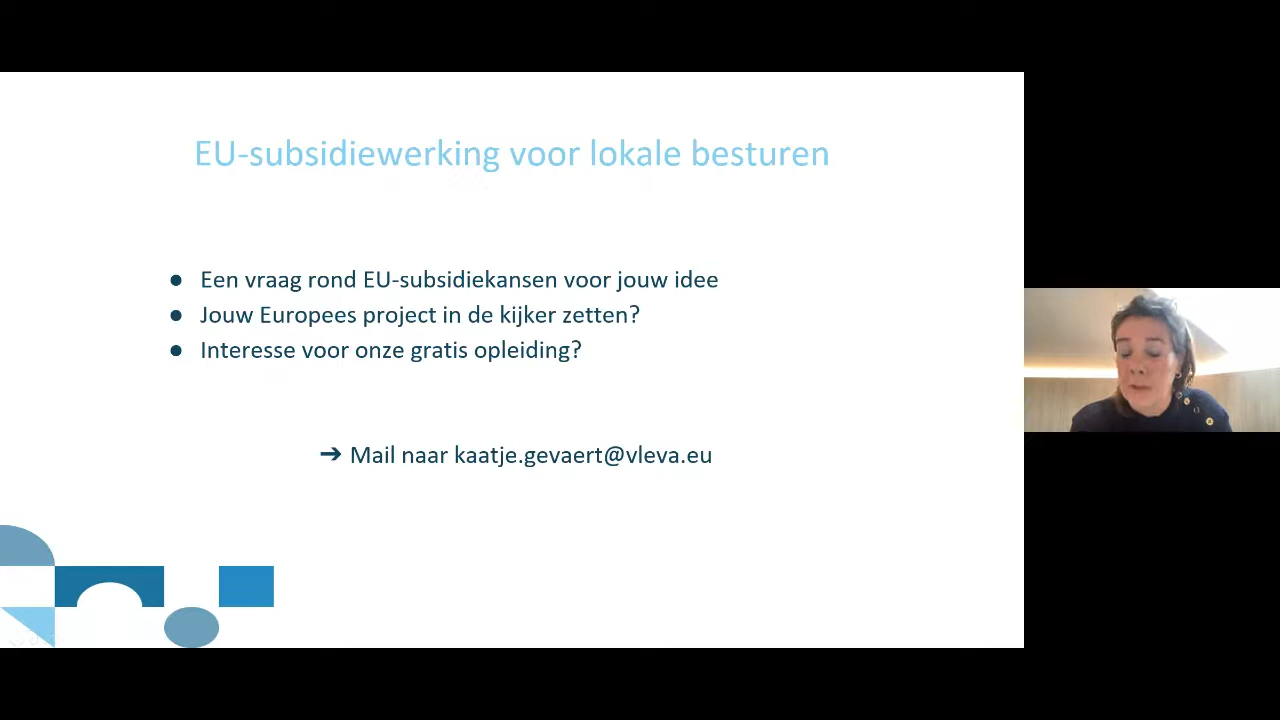 EU-subsidiewerking voor lokale besturen
● Een vraag rond EU-subsidiekansen voor jouw idee
● Jouw Europees project in de kijker zetten?
● Interesse voor onze gratis opleiding?
➔ Mail naar kaatje.gevaert@vleva.eu